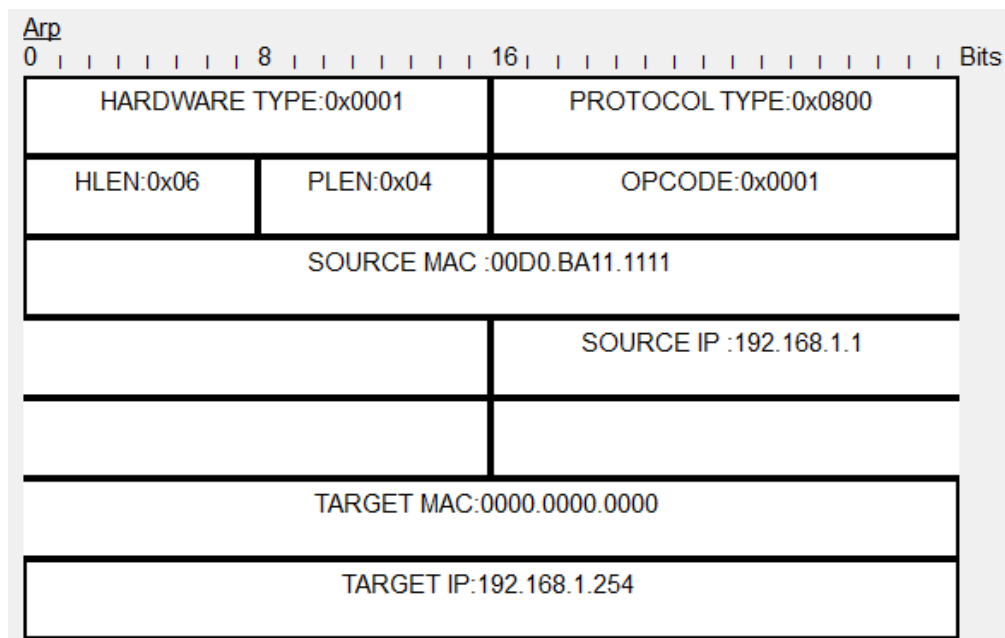 Arp
0 8 16 Bits
HARDWARE TYPE:0x0001 PROTOCOL TYPE:0x0800
HLEN:0x06 PLEN:0x04 OPCODE:0x0001
SOURCE MAC :00D0.BA11.1111
SOURCE IP :192.168.1.1
TARGET MAC:0000.0000.0000
TARGET IP:192.168.1.254